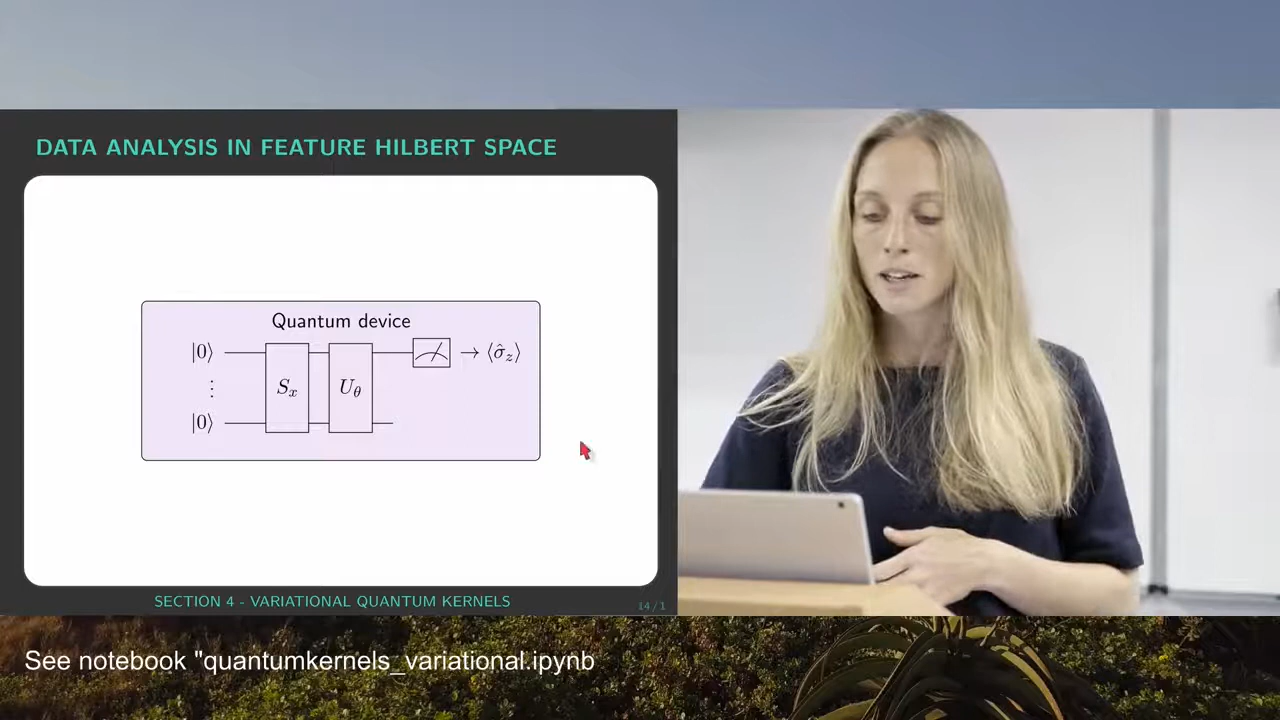 DATA ANALYSIS IN FEATURE HILBERT SPACE
Quantum device
|0⟩
S_x
U_θ
→ ⟨σ̂_z⟩
⋮
|0⟩
SECTION 4 - VARIATIONAL QUANTUM KERNELS
14 / 1
See notebook "quantumkernels_variational.ipynb